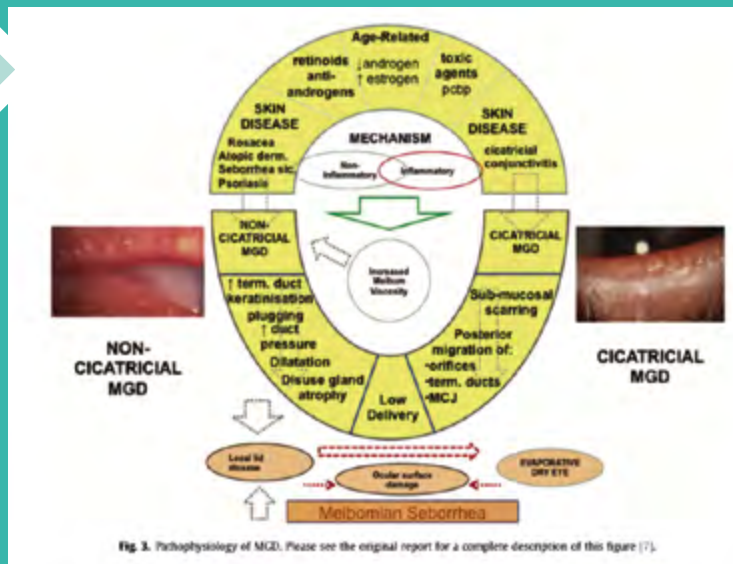 Age-Related
retinoids
anti-
androgens
↓androgen
↑ estrogen
toxic
agents
pcbp
SKIN
DISEASE
Rosacea
Atopic derm.
Seborrhea sic.
Psoriasis
MECHANISM
Non-
Inflammatory
Inflammatory
SKIN
DISEASE
cicatricial
conjunctivitis
NON-
CICATRICIAL
MGD
CICATRICIAL
MGD
Increased
Meibum
Viscosity
↑ term. duct
keratinisation
plugging
↑ duct
pressure
Dilatation
Disuse gland
atrophy
Low
Delivery
Sub-mucosal
scarring
Posterior
migration of:
•orifices
•term. ducts
•MCJ
NON-
CICATRICIAL
MGD
CICATRICIAL
MGD
Local lid
disease
Ocular surface
damage
EVAPORATIVE
DRY EYE
Meibomian Seborrhea
Fig. 3. Pathophysiology of MGD. Please see the original report for a complete description of this figure [7].